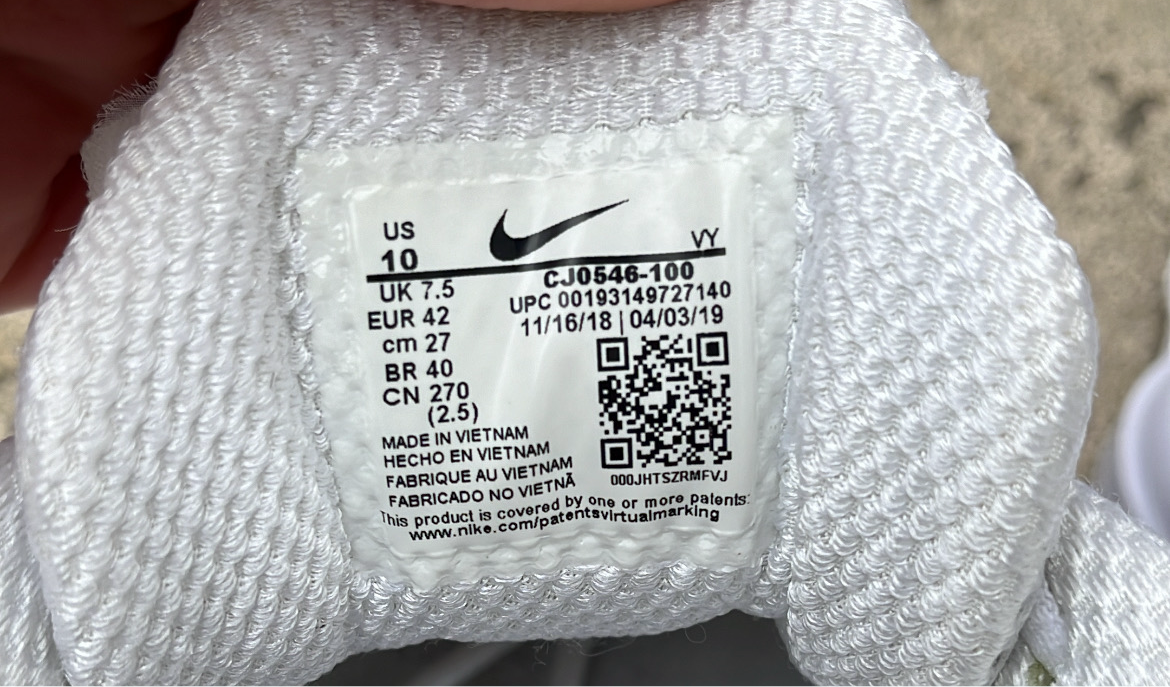 US
10
VY
UK 7.5
EUR 42
cm 27
BR 40
CN 270
(2.5)
CJ0546-100
UPC 00193149727140
11/16/18 | 04/03/19
MADE IN VIETNAM
HECHO EN VIETNAM
FABRIQUE AU VIETNAM
FABRICADO NO VIETNÃ
000JHTSZRMFVJ
This product is covered by one or more patents:
www.nike.com/patentsvirtualmarking